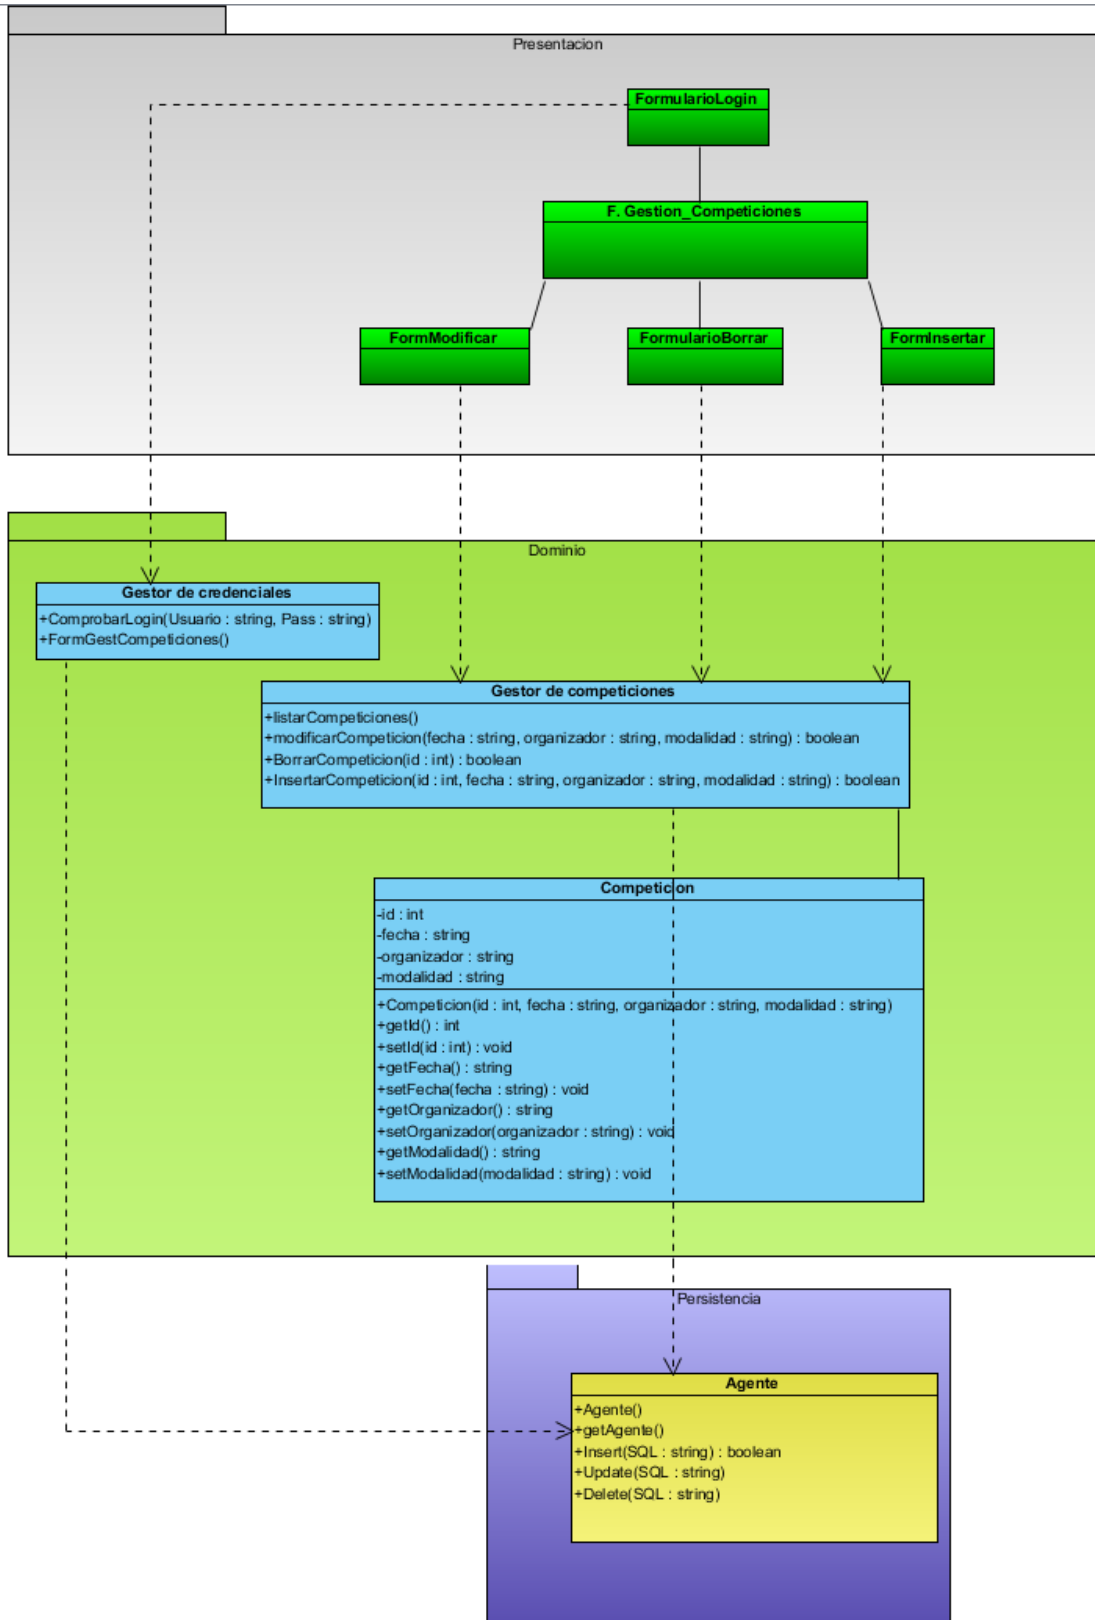 Presentacion
FormularioLogin
F. Gestion_Competiciones
FormModificar
FormularioBorrar
FormInsertar
Dominio
Gestor de credenciales
+ComprobarLogin(Usuario : string, Pass : string)
+FormGestCompeticiones()
Gestor de competiciones
+listarCompeticiones()
+modificarCompeticion(fecha : string, organizador : string, modalidad : string) : boolean
+BorrarCompeticion(id : int) : boolean
+InsertarCompeticion(id : int, fecha : string, organizador : string, modalidad : string) : boolean
Competicion
-id : int
-fecha : string
-organizador : string
-modalidad : string
+Competicion(id : int, fecha : string, organizador : string, modalidad : string)
+getId() : int
+setId(id : int) : void
+getFecha() : string
+setFecha(fecha : string) : void
+getOrganizador() : string
+setOrganizador(organizador : string) : void
+getModalidad() : string
+setModalidad(modalidad : string) : void
Persistencia
Agente
+Agente()
+getAgente()
+Insert(SQL : string) : boolean
+Update(SQL : string)
+Delete(SQL : string)